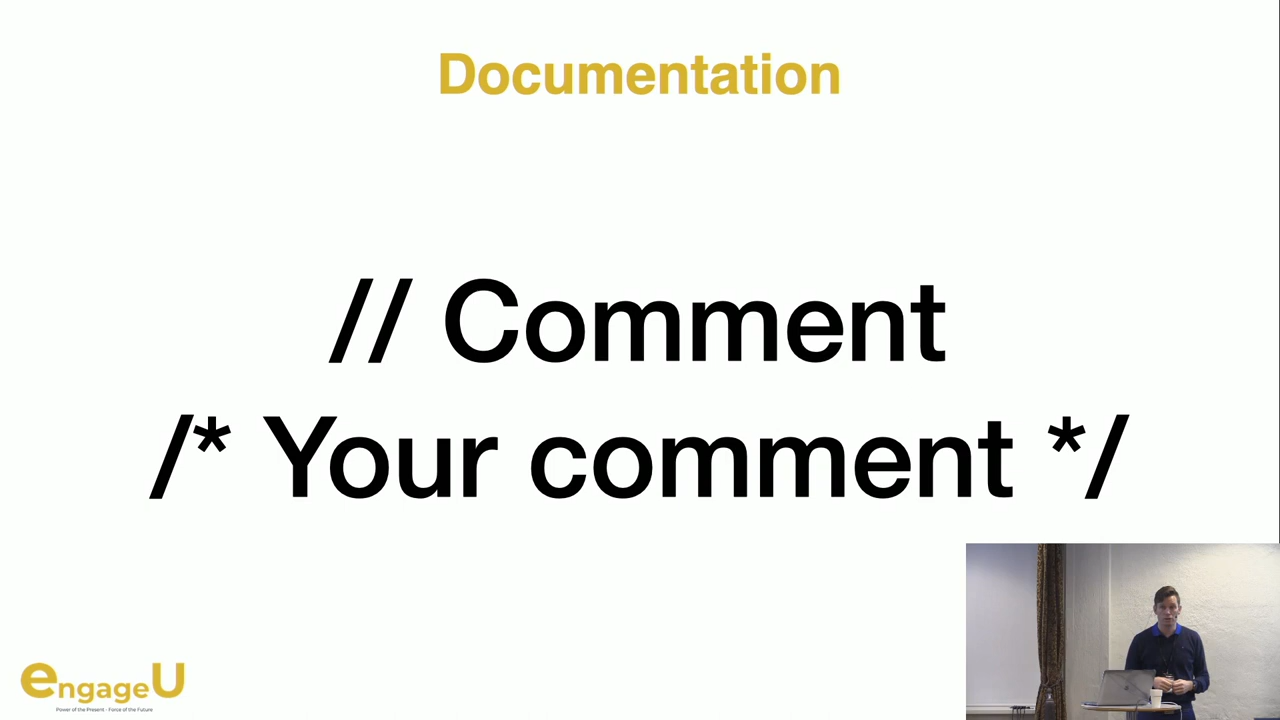 Documentation
// Comment
/* Your comment */
engageU
Power of the Present - Force of the Future